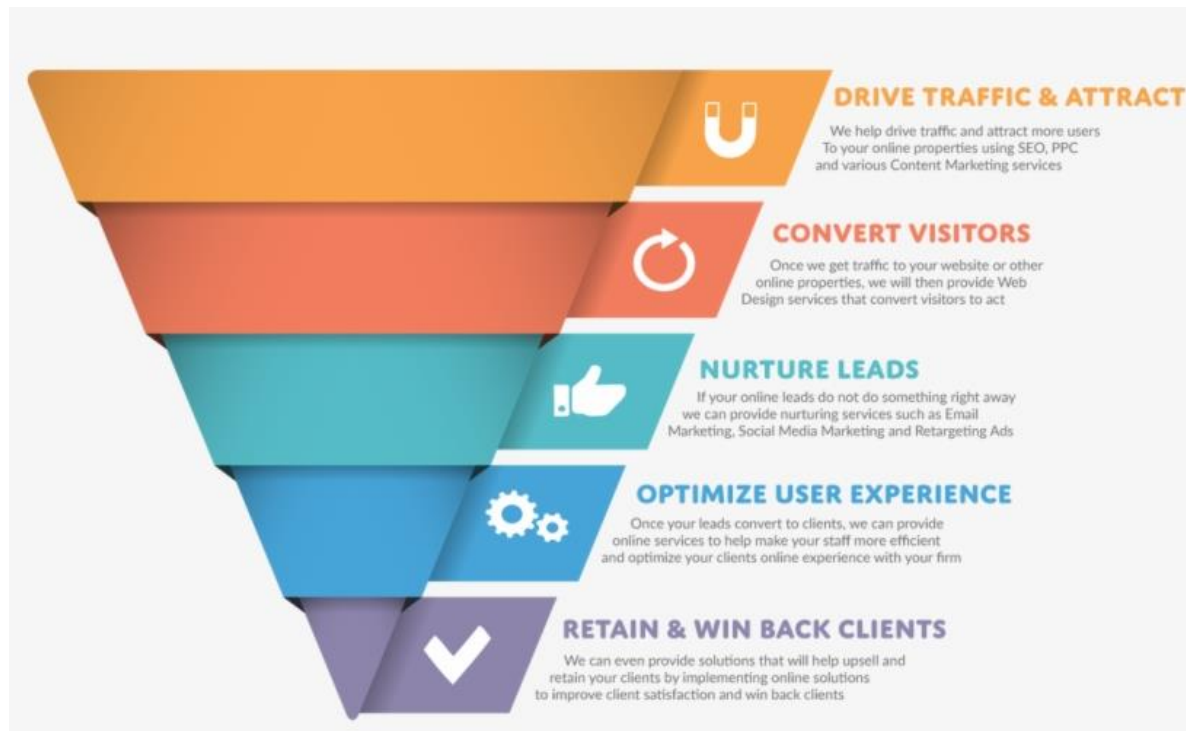 DRIVE TRAFFIC & ATTRACT
We help drive traffic and attract more users
To your online properties using SEO, PPC
and various Content Marketing services
CONVERT VISITORS
Once we get traffic to your website or other
online properties, we will then provide Web
Design services that convert visitors to act
NURTURE LEADS
If your online leads do not do something right away
we can provide nurturing services such as Email
Marketing, Social Media Marketing and Retargeting Ads
OPTIMIZE USER EXPERIENCE
Once your leads convert to clients, we can provide
online services to help make your staff more efficient
and optimize your clients online experience with your firm
RETAIN & WIN BACK CLIENTS
We can even provide solutions that will help upsell and
retain your clients by implementing online solutions
to improve client satisfaction and win back clients